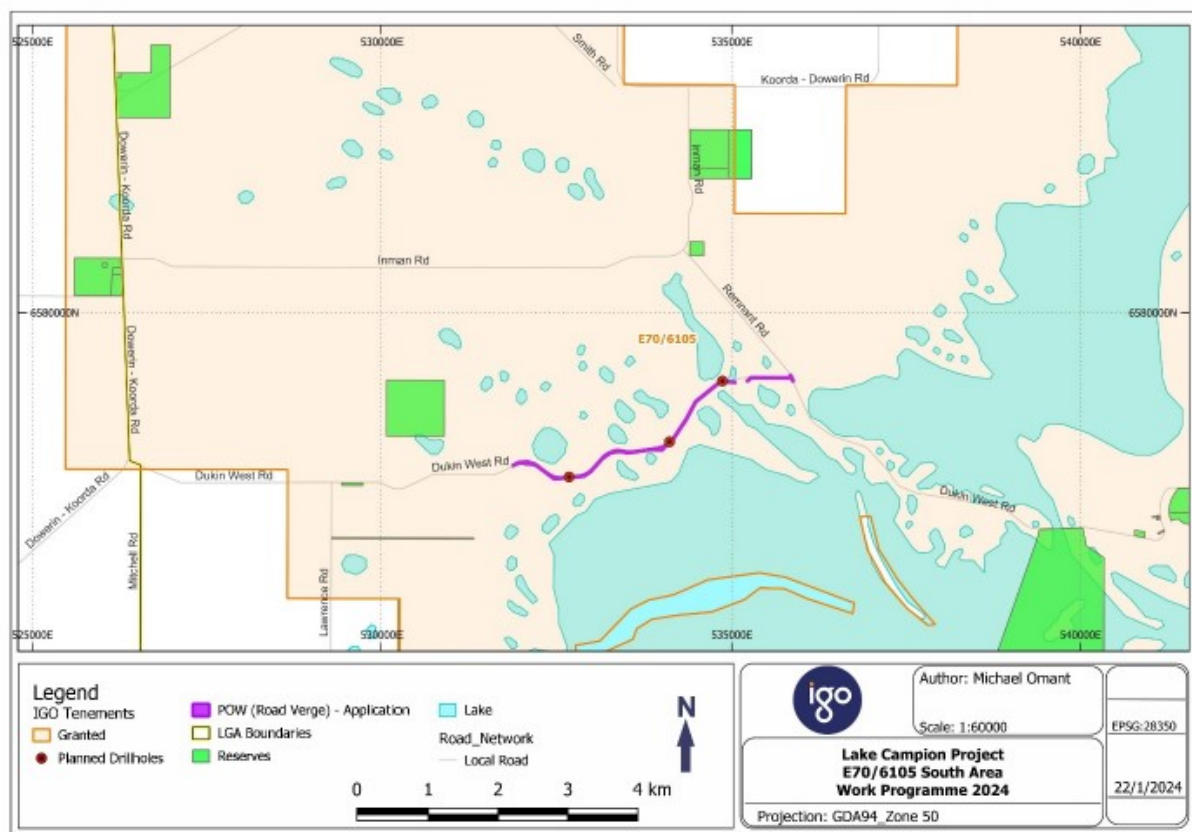 525000E 530000E 535000E 540000E
Smith Rd
Koorda - Dowerin Rd
Dowerin - Koorda Rd
Inman Rd
Inman Rd
Remnant Rd
6580000N 6580000N
E70/6105
Dowerin - Koorda Rd
Dukin West Rd
Dukin West Rd
Dowerin - Koorda Rd
Dukin West Rd
Mitchell Rd
Lawrence Rd
525000E 530000E 535000E 540000E
Legend
IGO Tenements
Granted
Planned Drillholes
POW (Road Verge) - Application
LGA Boundaries
Reserves
Lake
Road_Network
Local Road
N
0 1 2 3 4 km
igo
Author: Michael Omant
Scale: 1:60000
EPSG:28350
Lake Campion Project
E70/6105 South Area
Work Programme 2024
22/1/2024
Projection: GDA94_Zone 50